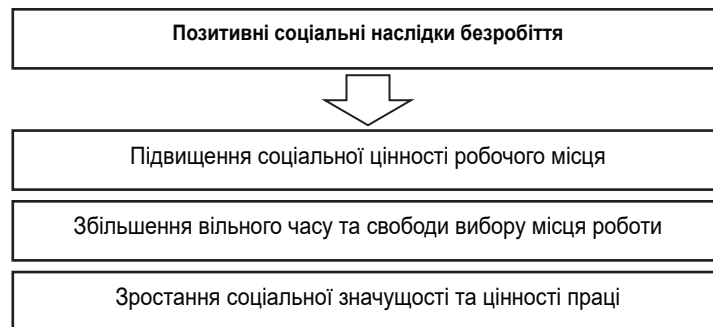 Позитивні соціальні наслідки безробіття
Підвищення соціальної цінності робочого місця
Збільшення вільного часу та свободи вибору місця роботи
Зростання соціальної значущості та цінності праці